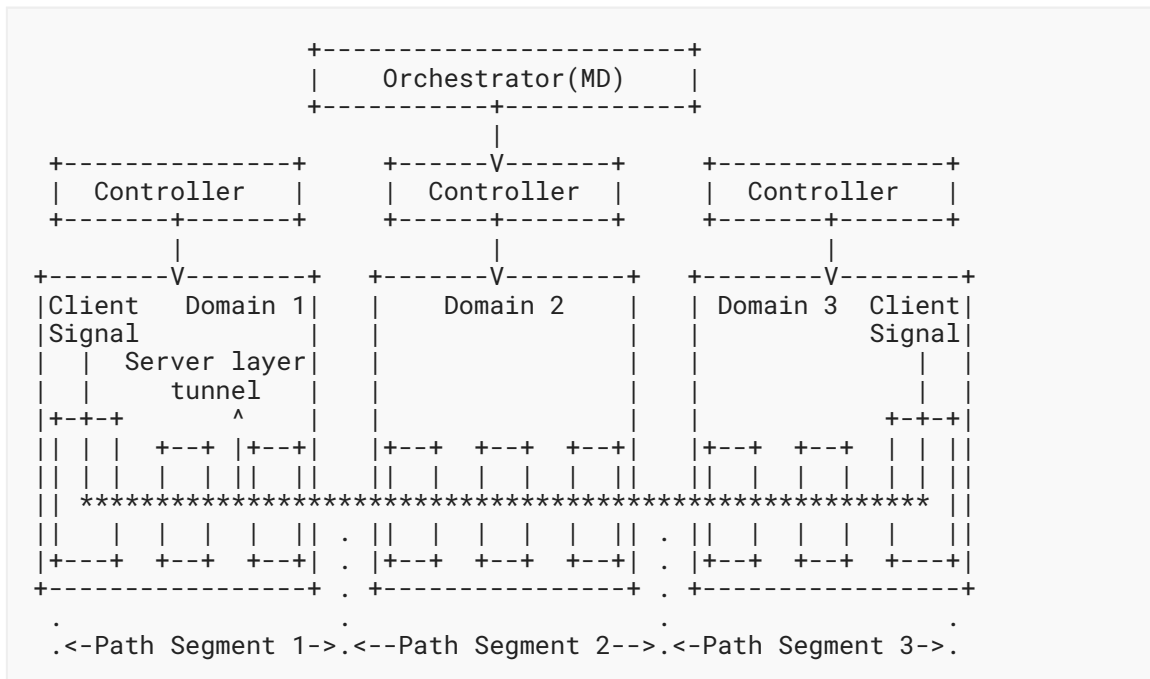 Orchestrator(MD)
Controller Controller Controller
V
V V V
Client Domain 1 Domain 2 Domain 3 Client
Signal Signal
Server layer
tunnel
^
*********************************************************
. .
. .
. .
. . . .
.<-Path Segment 1->.<--Path Segment 2-->.<-Path Segment 3->.